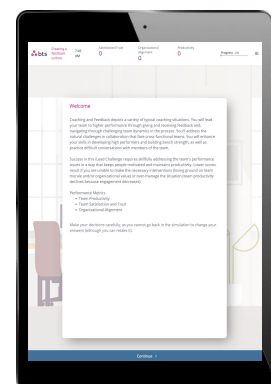 bts
Creating a
feedback
culture
7:45
AM
Satisfaction/Trust
0
Organizational
Alignment
0
Productivity
0
Progress
Welcome
Coaching and Feedback depicts a variety of typical coaching situations. You will lead
your team to higher performance through giving and receiving feedback and,
navigating through challenging team dynamics in the process. You'll address the
natural challenges in collaboration that face cross functional teams. You will enhance
your skills in developing high performers and building bench strength, as well as
practice difficult conversations with members of the team.
Success in this iLead Challenge requires skillfully addressing the team's performance
issues in a way that keeps people motivated and maintains productivity. Lower scores
result if you are unable to make the necessary interventions (losing ground on team
morale and/or organizational values) or over-manage the situation (team productivity
declines because engagement decreases).
Performance Metrics
• Team Productivity
• Team Satisfaction and Trust
• Organizational Alignment
Make your decisions carefully, as you cannot go back in the simulation to change your
answers (although you can review it).
Continue